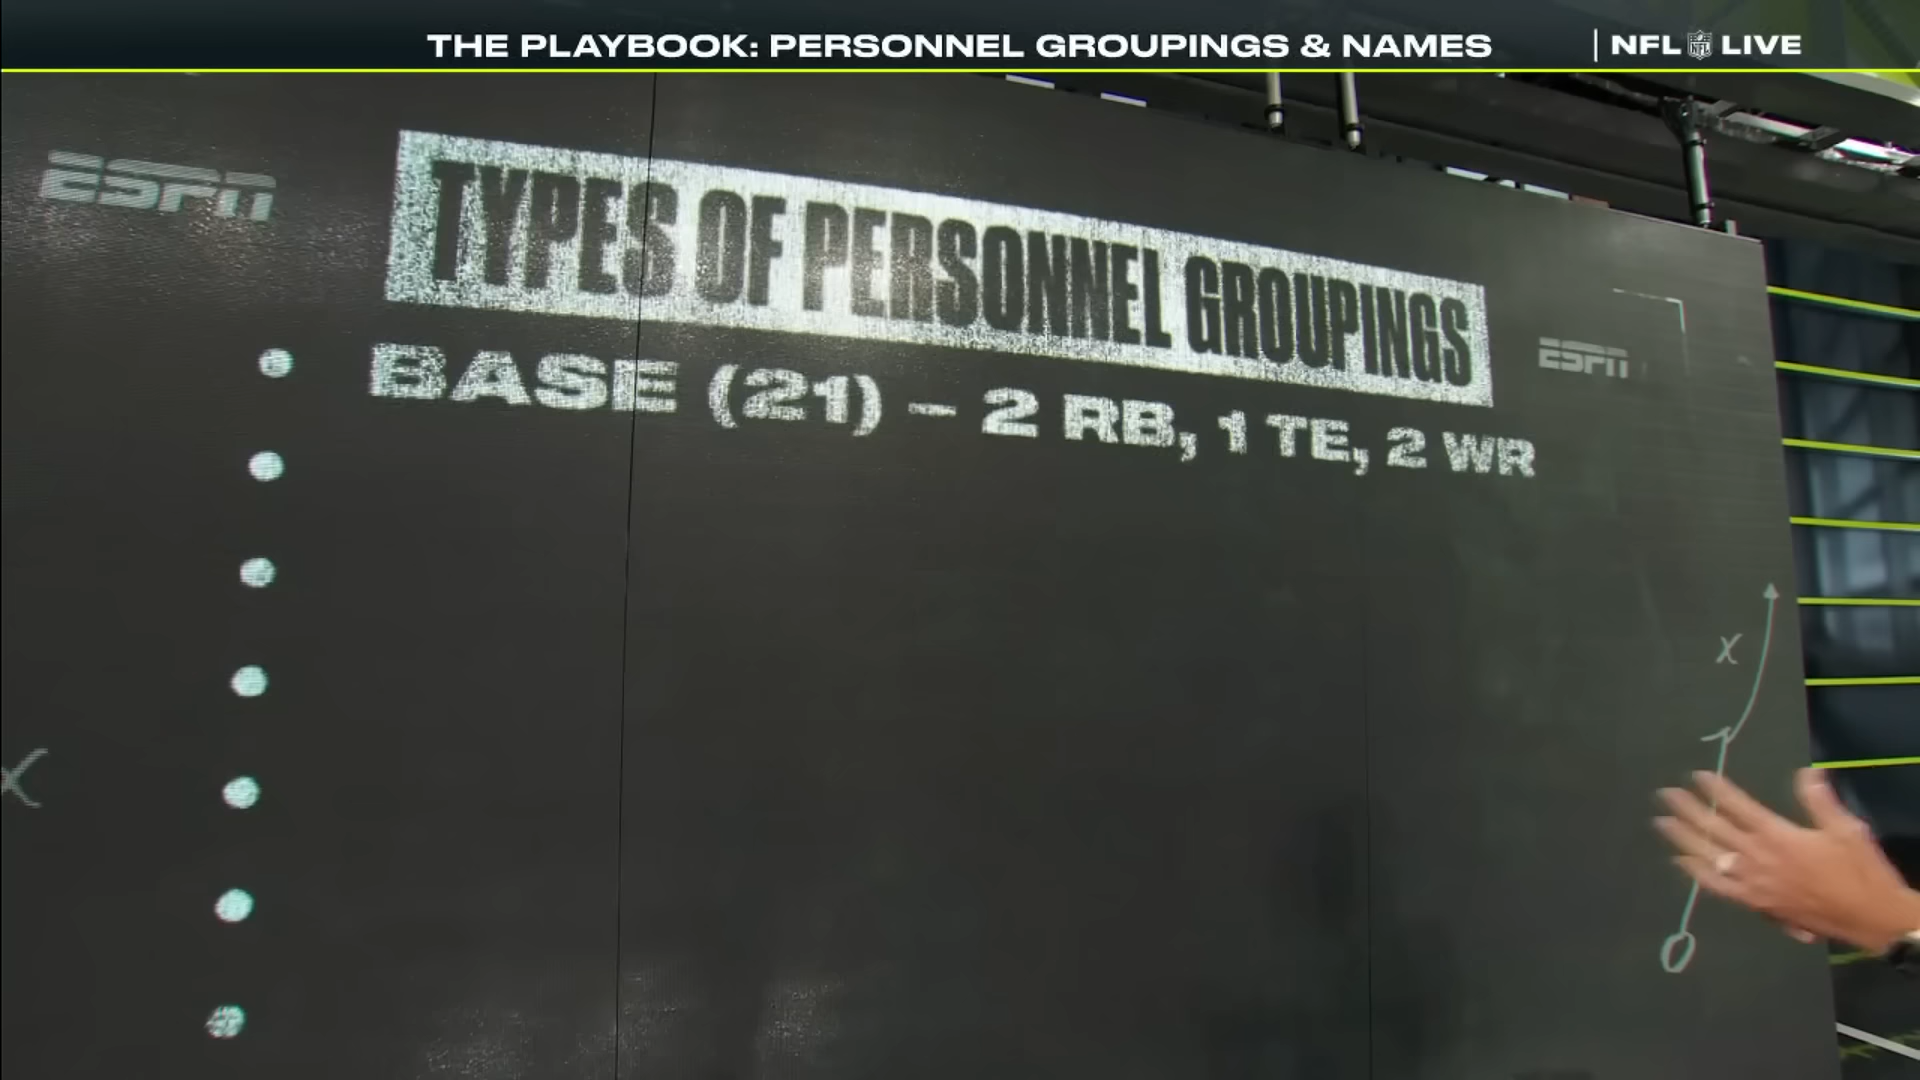 THE PLAYBOOK: PERSONNEL GROUPINGS & NAMES
NFL LIVE
ESPN
TYPES OF PERSONNEL GROUPINGS
ESPN
BASE (21) – 2 RB, 1 TE, 2 WR
X
X
O